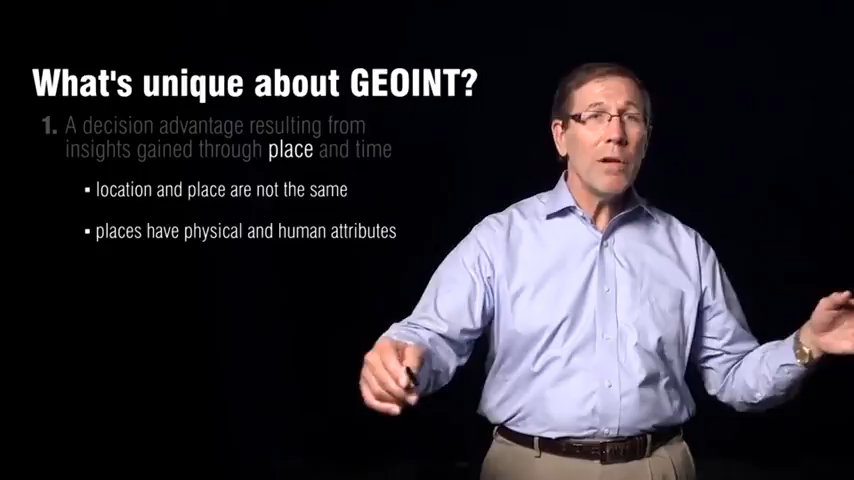 What's unique about GEOINT?
1. A decision advantage resulting from
insights gained through place and time
▪ location and place are not the same
▪ places have physical and human attributes